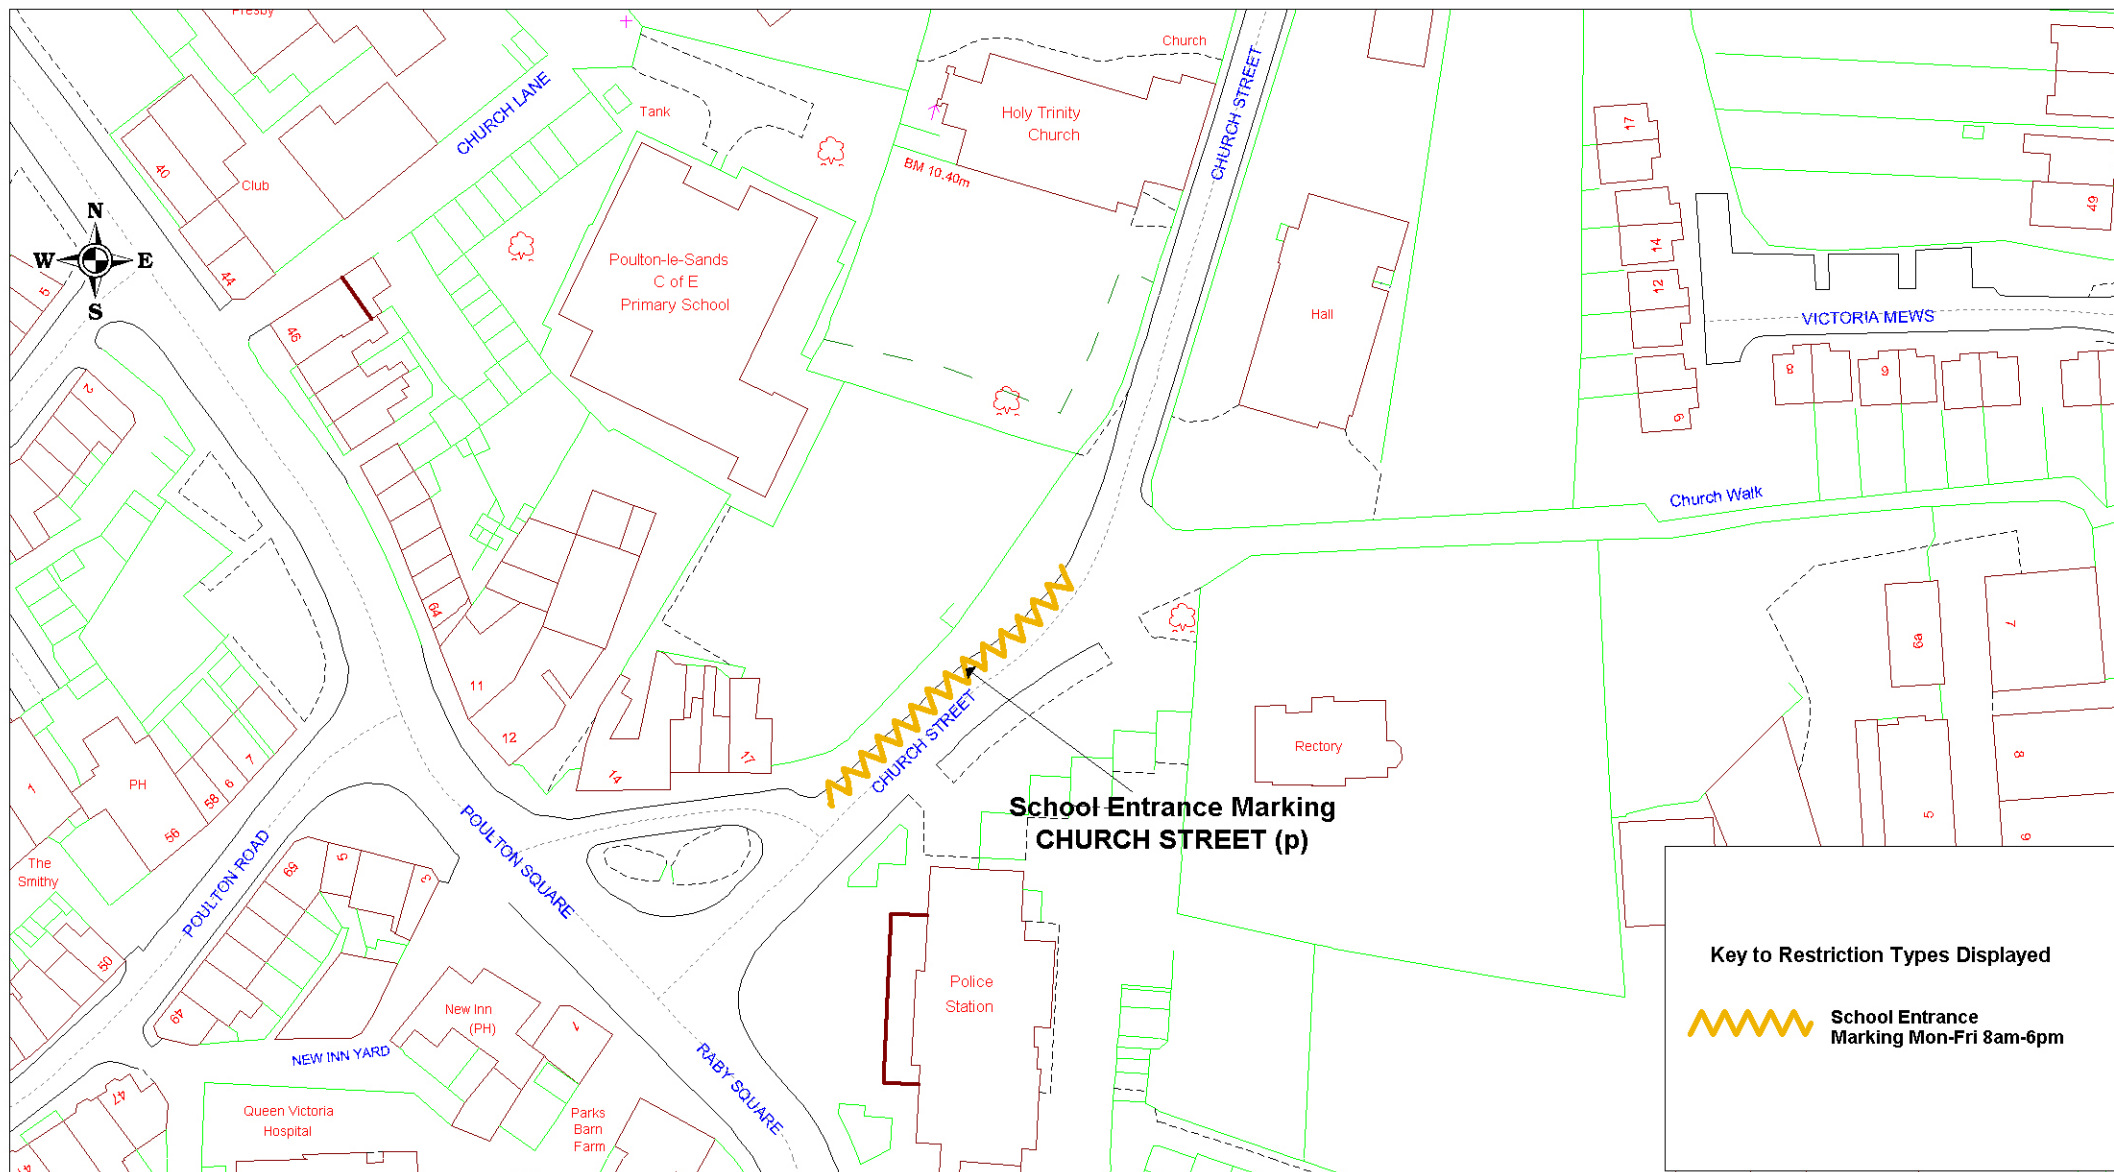 Presby
Church
CHURCH LANE
CHURCH STREET
Tank
Holy Trinity
Church
BM 10.40m
40
Club
17
49
N
W E
S
44
5
Poulton-le-Sands
C of E
Primary School
14
12
Hall
VICTORIA MEWS
46
8
9
2
6
Church Walk
64
6a
7
11
12
14
17
CHURCH STREET
Rectory
1
PH
58
6
7
56
8
5
6
School Entrance Marking
CHURCH STREET (p)
POULTON SQUARE
The
Smithy
POULTON ROAD
59
5
3
50
49
Police
Station
New Inn
(PH)
1
NEW INN YARD
RABY SQUARE
47
Queen Victoria
Hospital
Parks
Barn
Farm
Key to Restriction Types Displayed
School Entrance
Marking Mon-Fri 8am-6pm